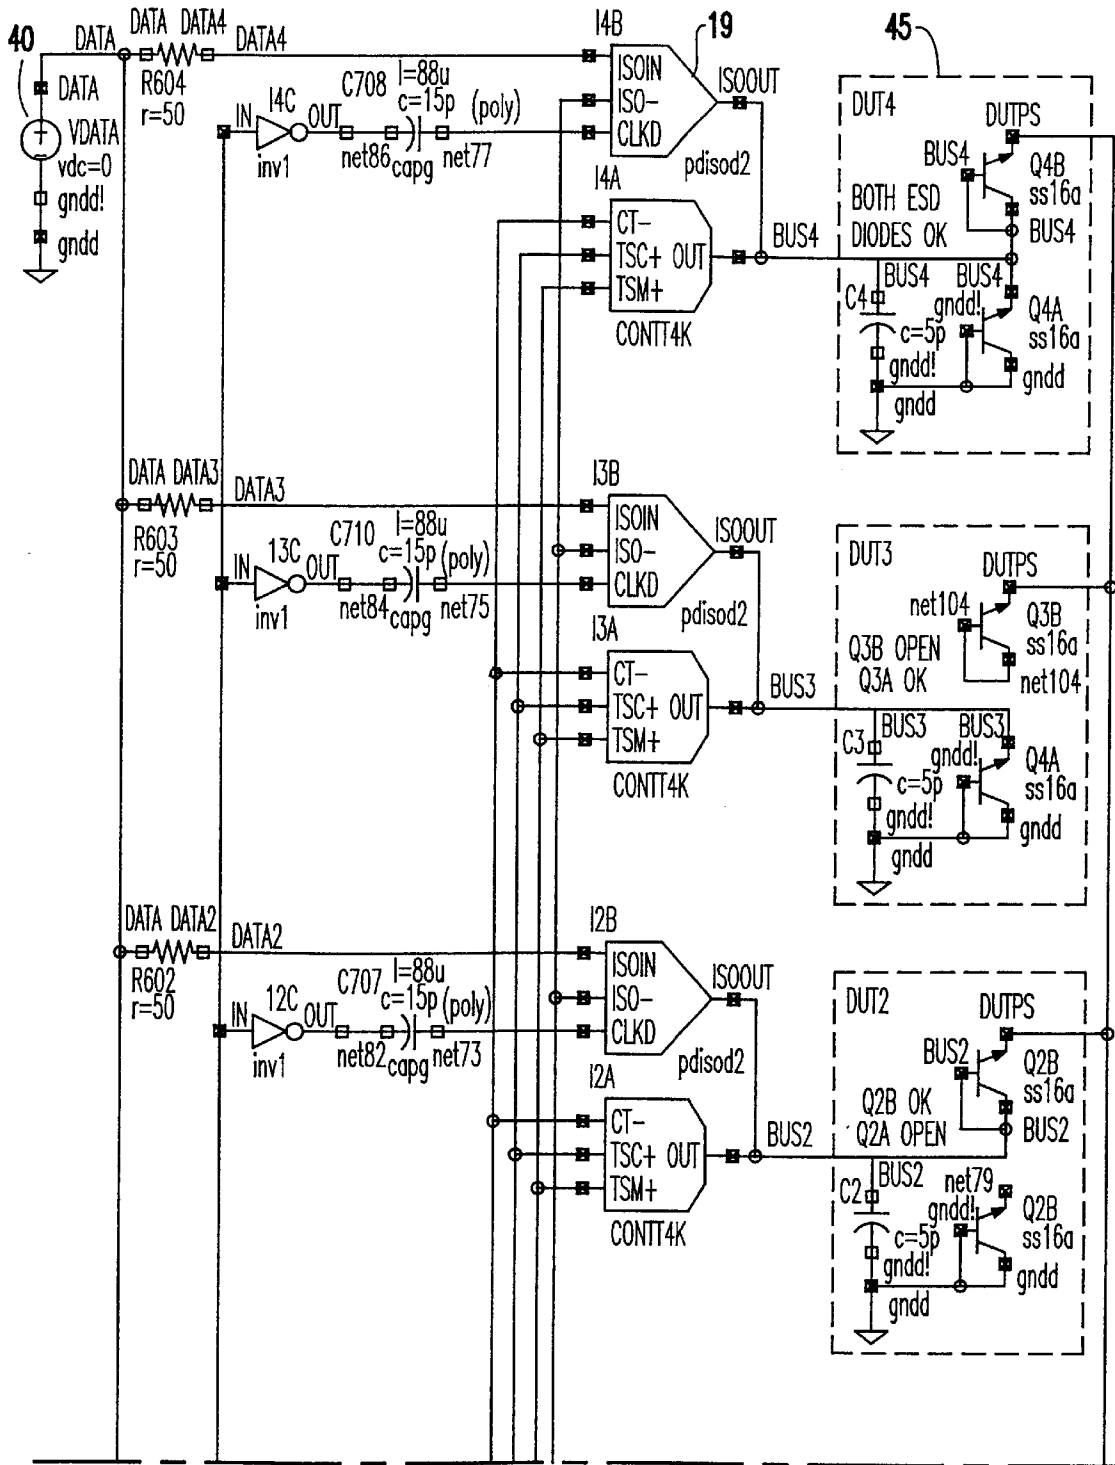 40
DATA
DATA DATA4
DATA4
R604
r=50
DATA
VDATA
vdc=0
gndd!
gndd
IN
I4C
OUT
inv1
C708
l=88u
c=15p
(poly)
net86
capg
net77
I4B
19
ISOIN
ISO-
CLKD
ISOOUT
pdisod2
I4A
CT-
TSC+ OUT
TSM+
CONTT4K
BUS4
45
DUT4
DUTPS
BUS4
Q4B
ss16a
BOTH ESD
DIODES OK
BUS4
BUS4
BUS4
C4
c=5p
gndd!
gndd!
gndd
Q4A
ss16a
gndd
DATA DATA3
DATA3
R603
r=50
IN
13C
OUT
inv1
C710
l=88u
c=15p
(poly)
net84
capg
net75
I3B
ISOIN
ISO-
CLKD
ISOOUT
pdisod2
I3A
CT-
TSC+ OUT
TSM+
CONTT4K
BUS3
DUT3
DUTPS
net104
Q3B
ss16a
Q3B OPEN
Q3A OK
net104
BUS3
BUS3
C3
c=5p
gndd!
gndd!
gndd
Q4A
ss16a
gndd
DATA DATA2
DATA2
R602
r=50
IN
12C
OUT
inv1
C707
l=88u
c=15p
(poly)
net82
capg
net73
I2B
ISOIN
ISO-
CLKD
ISOOUT
pdisod2
I2A
CT-
TSC+ OUT
TSM+
CONTT4K
BUS2
DUT2
DUTPS
BUS2
Q2B
ss16a
Q2B OK
Q2A OPEN
BUS2
BUS2
net79
C2
c=5p
gndd!
gndd!
gndd
Q2B
ss16a
gndd